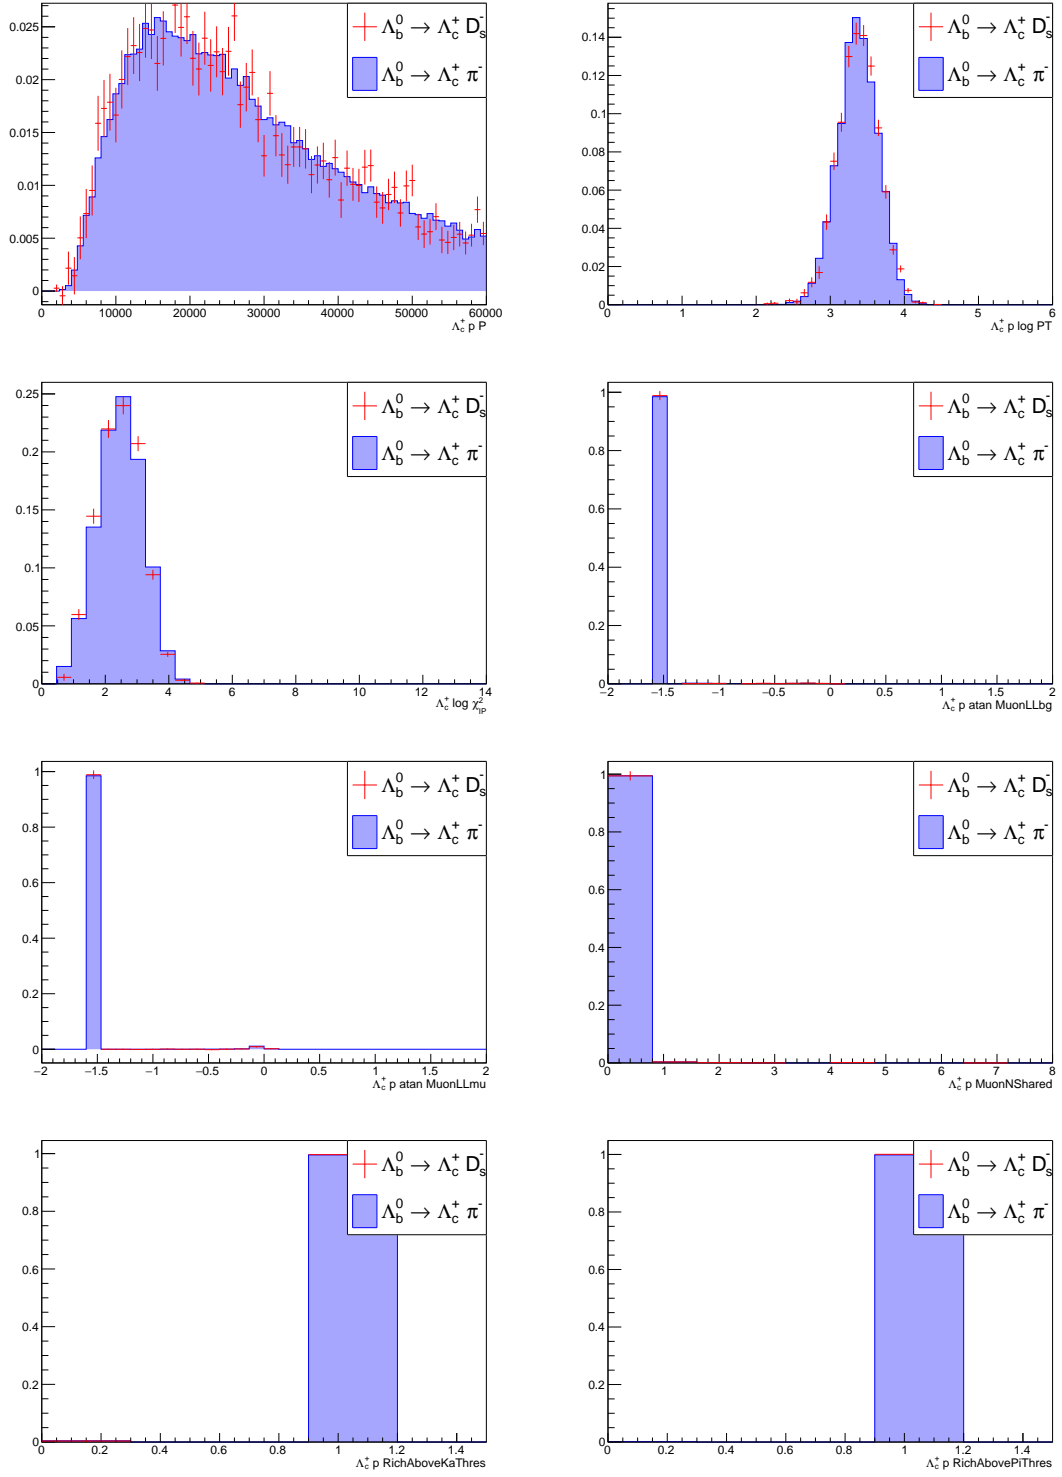 0.025
0.02
0.015
0.01
0.005
0
10000 20000 30000 40000 50000 60000
Λc+ p P
Λb0 → Λc+ Ds-
Λb0 → Λc+ π-
0.14
0.12
0.1
0.08
0.06
0.04
0.02
0
0 1 2 3 4 5 6
Λc+ p log PT
Λb0 → Λc+ Ds-
Λb0 → Λc+ π-
0.25
0.2
0.15
0.1
0.05
0
0 2 4 6 8 10 12 14
Λc+ log χ2IP
Λb0 → Λc+ Ds-
Λb0 → Λc+ π-
1
0.8
0.6
0.4
0.2
0
−2 −1.5 −1 −0.5 0 0.5 1 1.5 2
Λc+ p atan MuonLLbg
Λb0 → Λc+ Ds-
Λb0 → Λc+ π-
1
0.8
0.6
0.4
0.2
0
−2 −1.5 −1 −0.5 0 0.5 1 1.5 2
Λc+ p atan MuonLLmu
Λb0 → Λc+ Ds-
Λb0 → Λc+ π-
1
0.8
0.6
0.4
0.2
0
0 1 2 3 4 5 6 7 8
Λc+ p MuonNShared
Λb0 → Λc+ Ds-
Λb0 → Λc+ π-
1
0.8
0.6
0.4
0.2
0
0 0.2 0.4 0.6 0.8 1 1.2 1.4
Λc+ p RichAboveKaThres
Λb0 → Λc+ Ds-
Λb0 → Λc+ π-
1
0.8
0.6
0.4
0.2
0
0 0.2 0.4 0.6 0.8 1 1.2 1.4
Λc+ p RichAbovePiThres
Λb0 → Λc+ Ds-
Λb0 → Λc+ π-